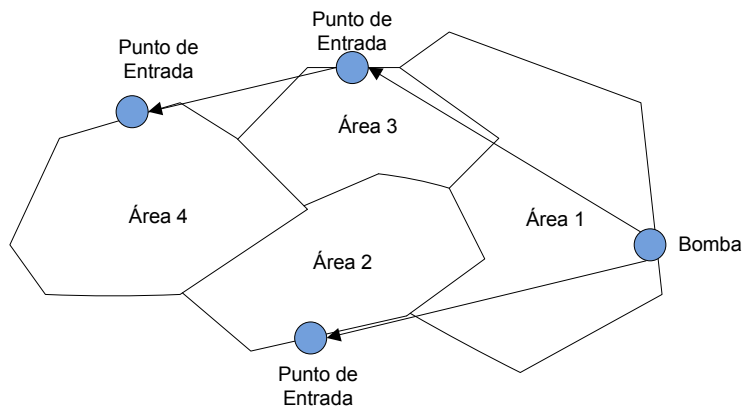 Punto de
Entrada
Punto de
Entrada
Área 3
Área 4
Área 1
Bomba
Área 2
Punto de
Entrada